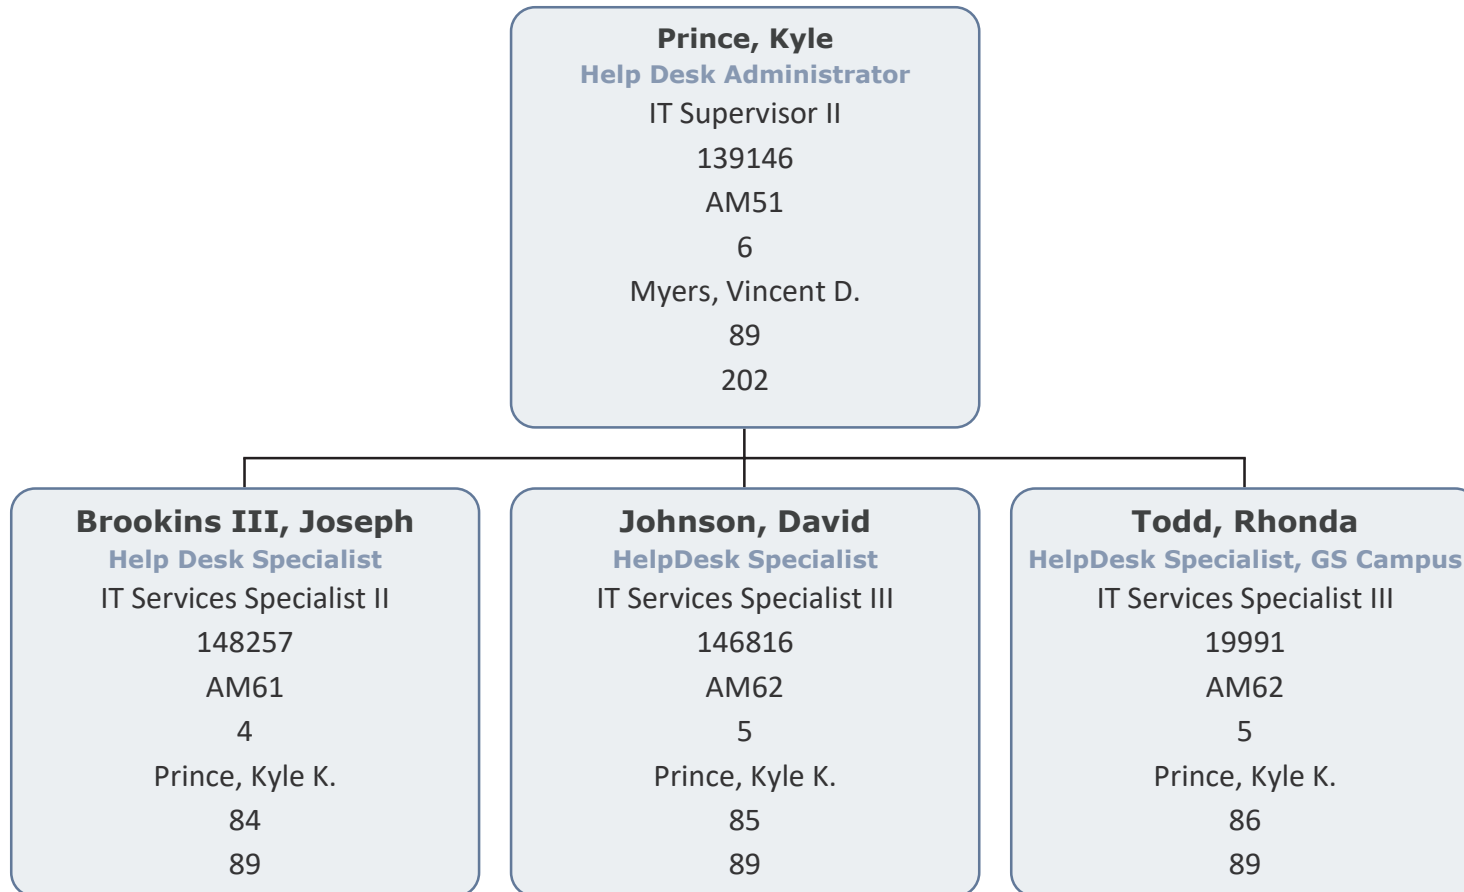 Prince, Kyle
Help Desk Administrator
IT Supervisor II
139146
AM51
6
Myers, Vincent D.
89
202
Brookins III, Joseph
Help Desk Specialist
IT Services Specialist II
148257
AM61
4
Prince, Kyle K.
84
89
Johnson, David
HelpDesk Specialist
IT Services Specialist III
146816
AM62
5
Prince, Kyle K.
85
89
Todd, Rhonda
HelpDesk Specialist, GS Campus
IT Services Specialist III
19991
AM62
5
Prince, Kyle K.
86
89